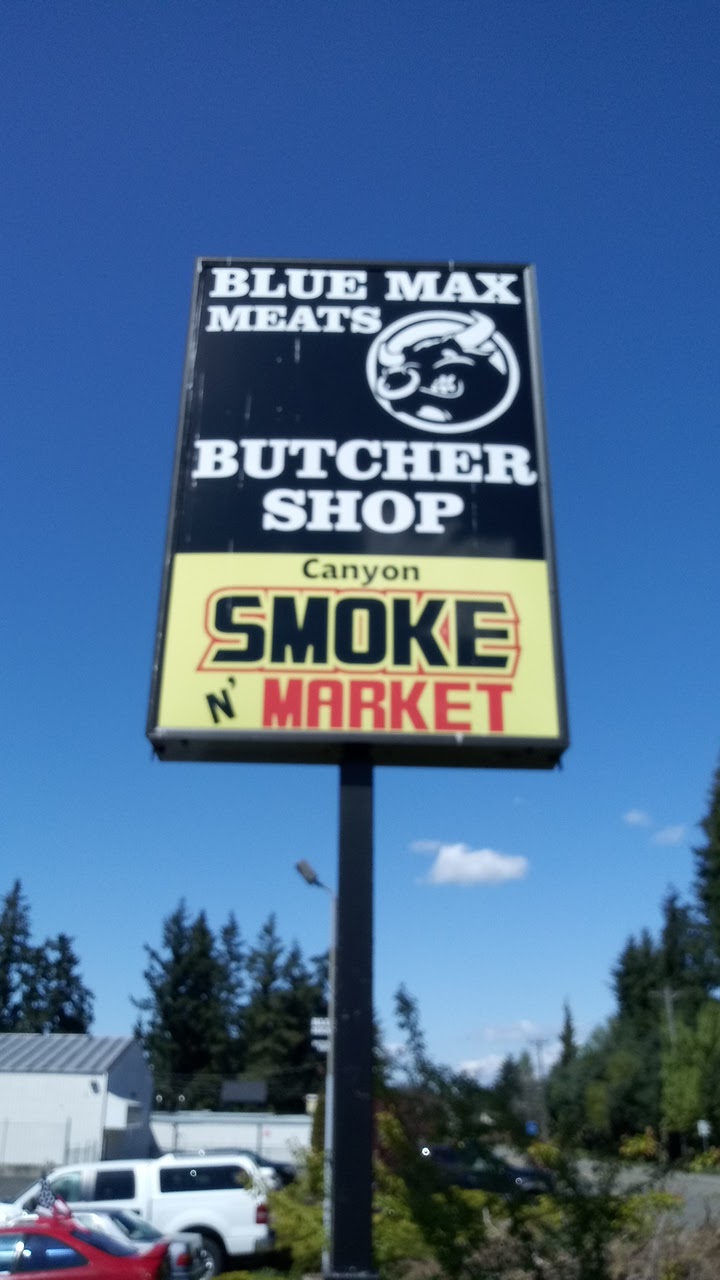 BLUE MAX
MEATS
BUTCHER
SHOP
Canyon
SMOKE
N' MARKET